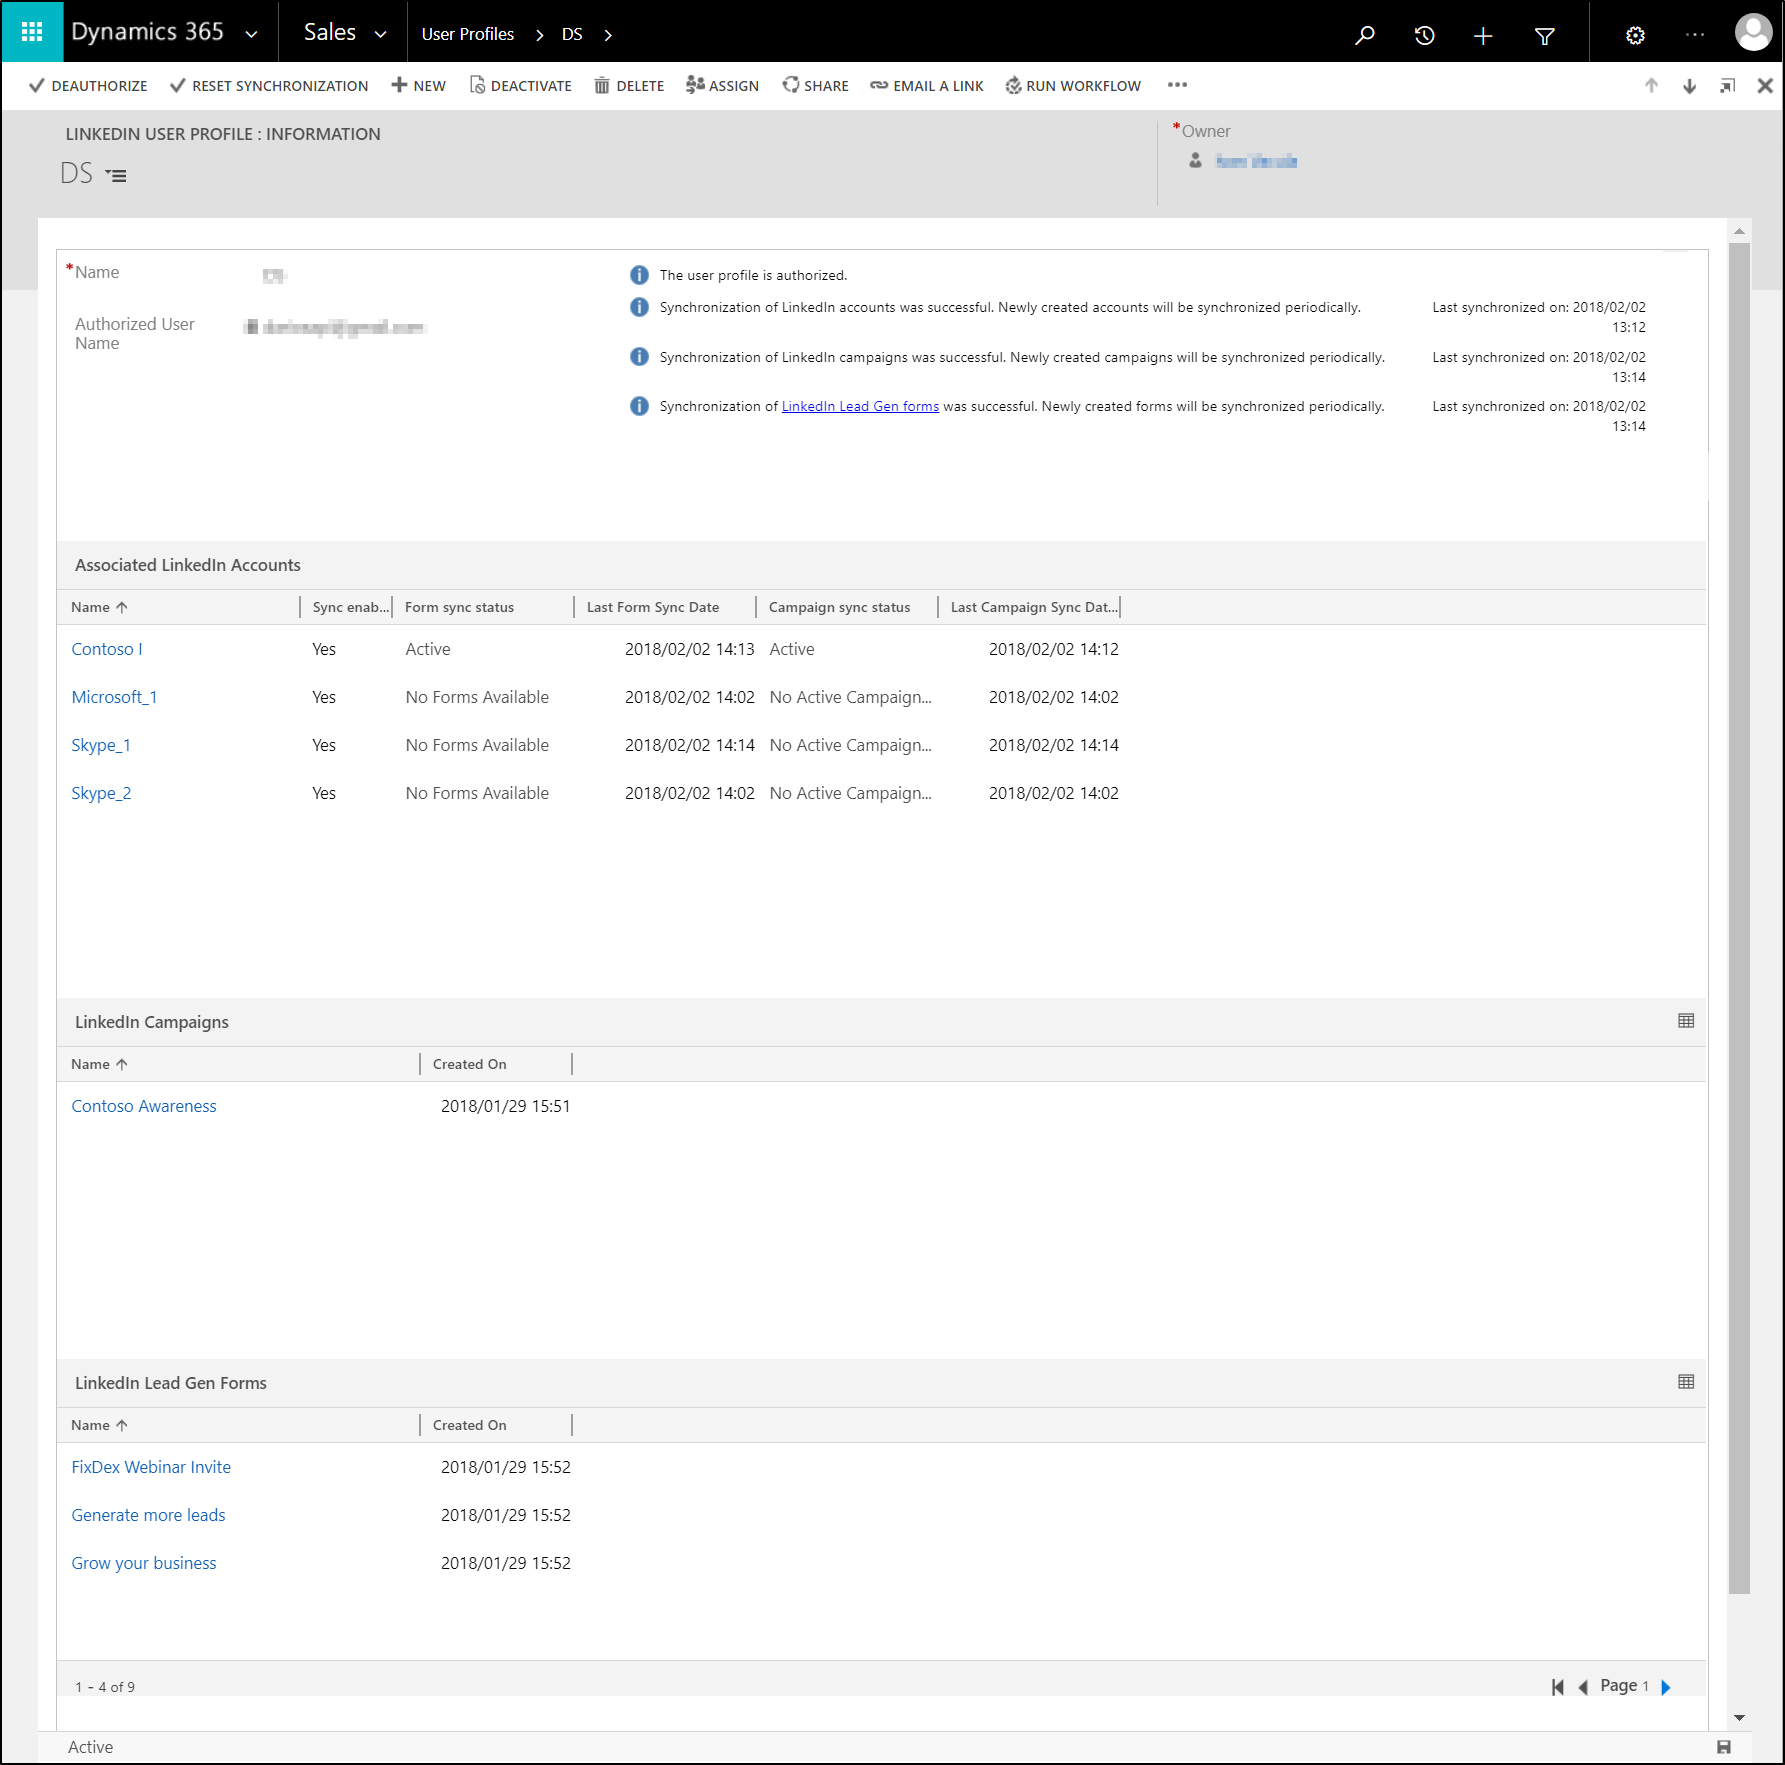 Dynamics 365 Sales User Profiles DS
DEAUTHORIZE RESET SYNCHRONIZATION NEW DEACTIVATE DELETE ASSIGN SHARE EMAIL A LINK RUN WORKFLOW ...
LINKEDIN USER PROFILE : INFORMATION
DS
*Owner
*Name
Authorized User
Name
The user profile is authorized.
Synchronization of LinkedIn accounts was successful. Newly created accounts will be synchronized periodically. Last synchronized on: 2018/02/02
13:12
Synchronization of LinkedIn campaigns was successful. Newly created campaigns will be synchronized periodically. Last synchronized on: 2018/02/02
13:14
Synchronization of LinkedIn Lead Gen forms was successful. Newly created forms will be synchronized periodically. Last synchronized on: 2018/02/02
13:14
Associated LinkedIn Accounts
Name Sync enab... Form sync status Last Form Sync Date Campaign sync status Last Campaign Sync Dat...
Contoso I Yes Active 2018/02/02 14:13 Active 2018/02/02 14:12
Microsoft_1 Yes No Forms Available 2018/02/02 14:02 No Active Campaign... 2018/02/02 14:02
Skype_1 Yes No Forms Available 2018/02/02 14:14 No Active Campaign... 2018/02/02 14:14
Skype_2 Yes No Forms Available 2018/02/02 14:02 No Active Campaign... 2018/02/02 14:02
LinkedIn Campaigns
Name Created On
Contoso Awareness 2018/01/29 15:51
LinkedIn Lead Gen Forms
Name Created On
FixDex Webinar Invite 2018/01/29 15:52
Generate more leads 2018/01/29 15:52
Grow your business 2018/01/29 15:52
1 - 4 of 9 Page 1
Active